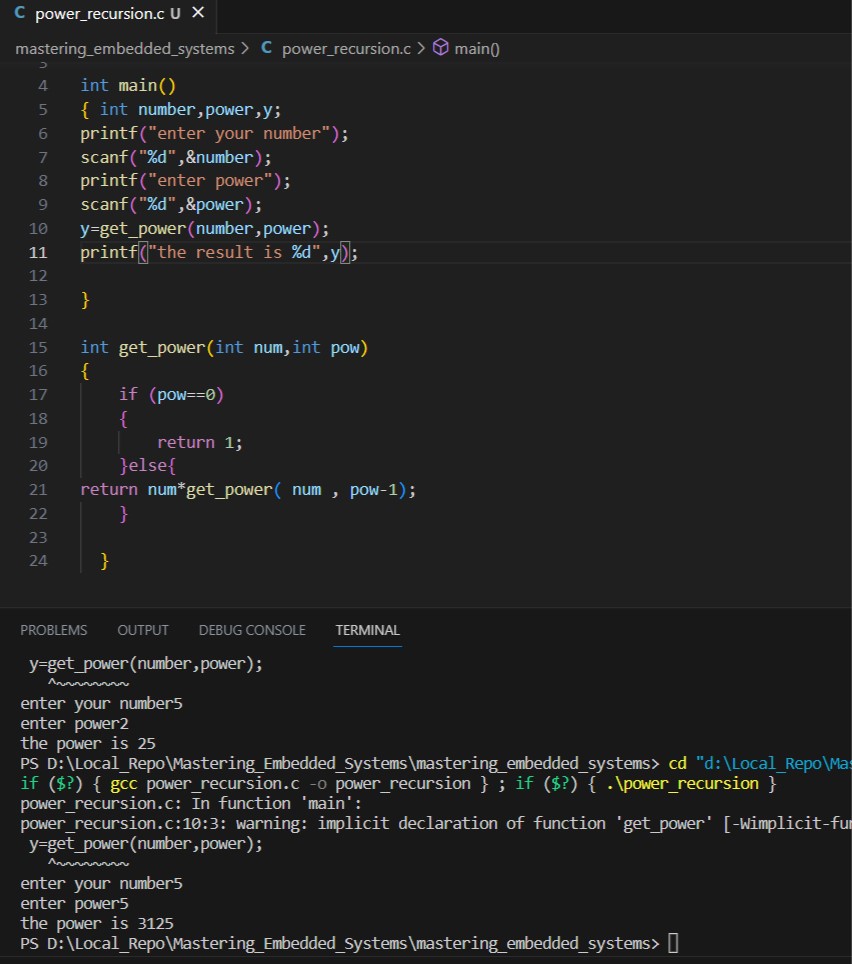 C power_recursion.c U ×
mastering_embedded_systems > C power_recursion.c > main()
3
4 int main()
5 { int number,power,y;
6 printf("enter your number");
7 scanf("%d",&number);
8 printf("enter power");
9 scanf("%d",&power);
10 y=get_power(number,power);
11 printf("the result is %d",y);
12
13 }
14
15 int get_power(int num,int pow)
16 {
17 if (pow==0)
18 {
19 return 1;
20 }else{
21 return num*get_power( num , pow-1);
22 }
23
24 }
PROBLEMS OUTPUT DEBUG CONSOLE TERMINAL
y=get_power(number,power);
^~~~~~~~~~
enter your number5
enter power2
the power is 25
PS D:\Local_Repo\Mastering_Embedded_Systems\mastering_embedded_systems> cd "d:\Local_Repo\Mas
if ($?) { gcc power_recursion.c -o power_recursion } ; if ($?) { .\power_recursion }
power_recursion.c: In function 'main':
power_recursion.c:10:3: warning: implicit declaration of function 'get_power' [-Wimplicit-fun
y=get_power(number,power);
^~~~~~~~~~
enter your number5
enter power5
the power is 3125
PS D:\Local_Repo\Mastering_Embedded_Systems\mastering_embedded_systems>